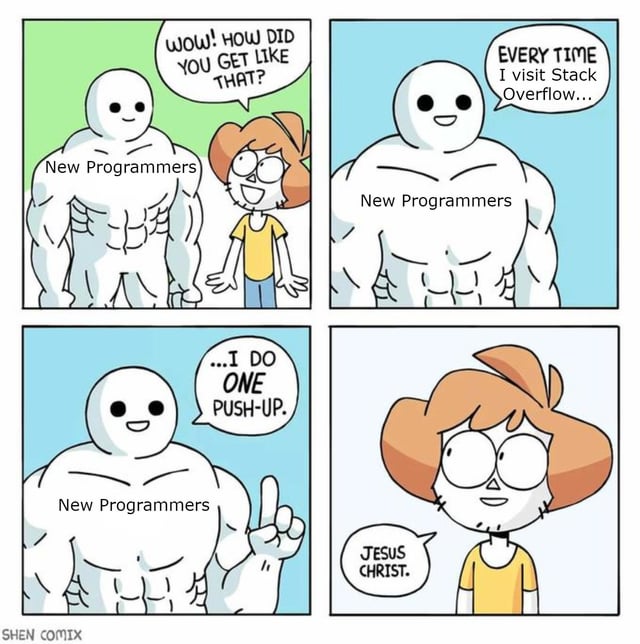 WOW! HOW DID
YOU GET LIKE
THAT?
New Programmers
EVERY TIME
I visit Stack
Overflow...
New Programmers
...I DO
ONE
PUSH-UP.
New Programmers
JESUS
CHRIST.
SHEN COMIX